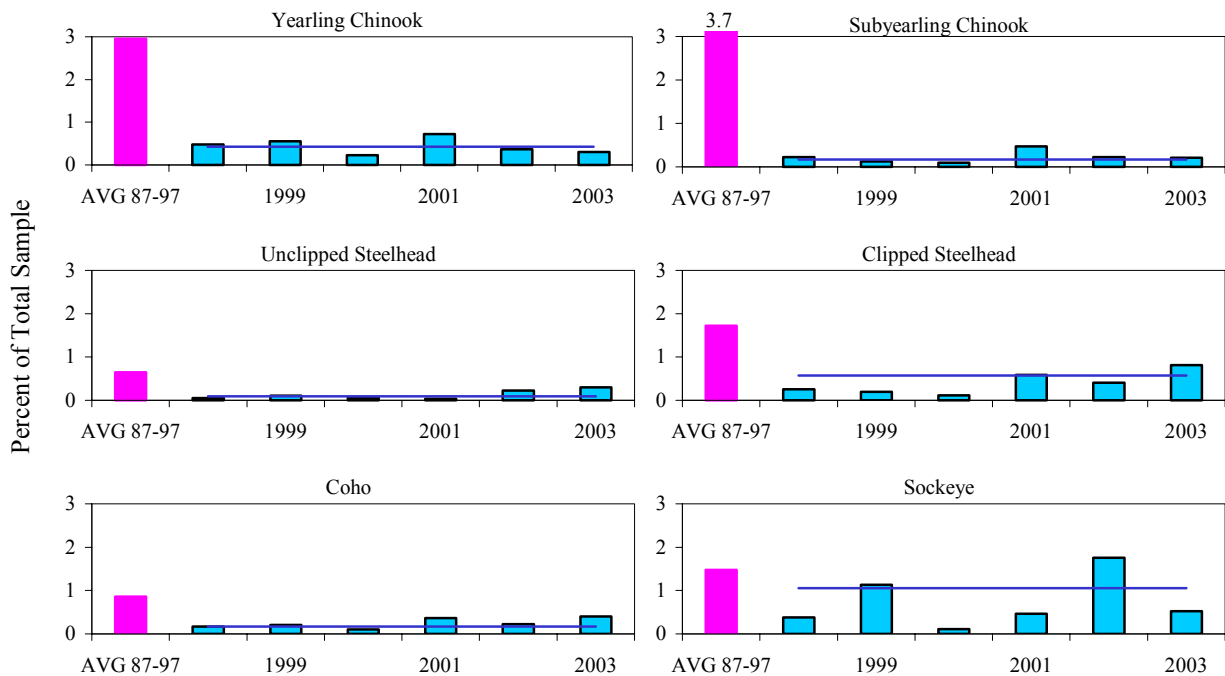 Percent of Total Sample
Yearling Chinook
3
2
1
0
AVG 87-97 1999 2001 2003
3.7
Subyearling Chinook
3
2
1
0
AVG 87-97 1999 2001 2003
Unclipped Steelhead
3
2
1
0
AVG 87-97 1999 2001 2003
Clipped Steelhead
3
2
1
0
AVG 87-97 1999 2001 2003
Coho
3
2
1
0
AVG 87-97 1999 2001 2003
Sockeye
3
2
1
0
AVG 87-97 1999 2001 2003